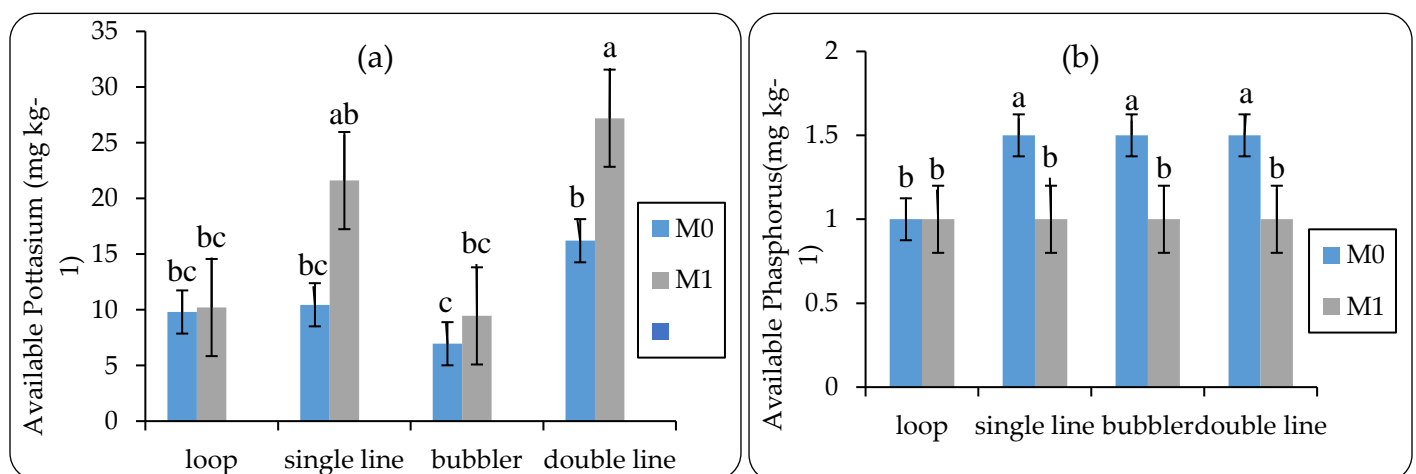 (a)
Available Pottasium (mg kg-
1)
35
30
25
20
15
10
5
0
bc
bc
bc
ab
c
bc
b
a
M0
M1
loop single line bubbler double line
(b)
Available Phasphorus(mg kg-
1)
2
1.5
1
0.5
0
b
b
a
b
a
b
a
b
M0
M1
loop single line bubbler double line